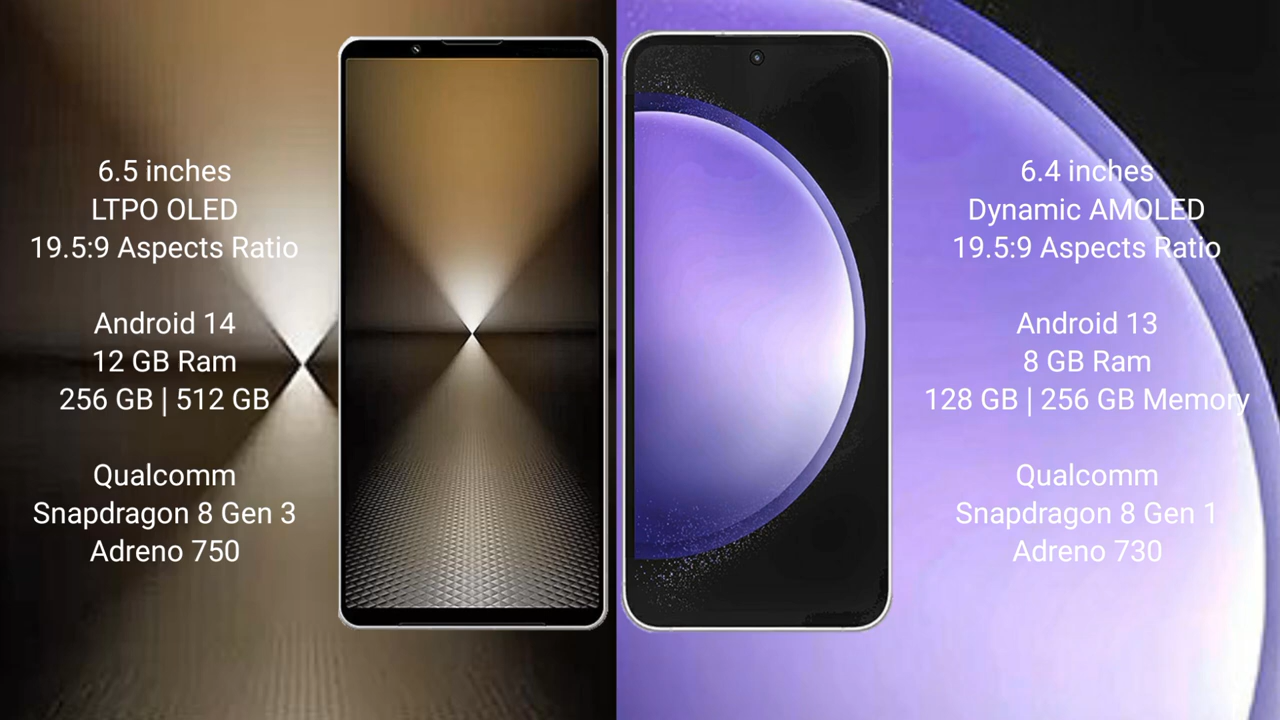 6.5 inches
LTPO OLED
19.5:9 Aspects Ratio
Android 14
12 GB Ram
256 GB | 512 GB
Qualcomm
Snapdragon 8 Gen 3
Adreno 750
6.4 inches
Dynamic AMOLED
19.5:9 Aspects Ratio
Android 13
8 GB Ram
128 GB | 256 GB Memory
Qualcomm
Snapdragon 8 Gen 1
Adreno 730